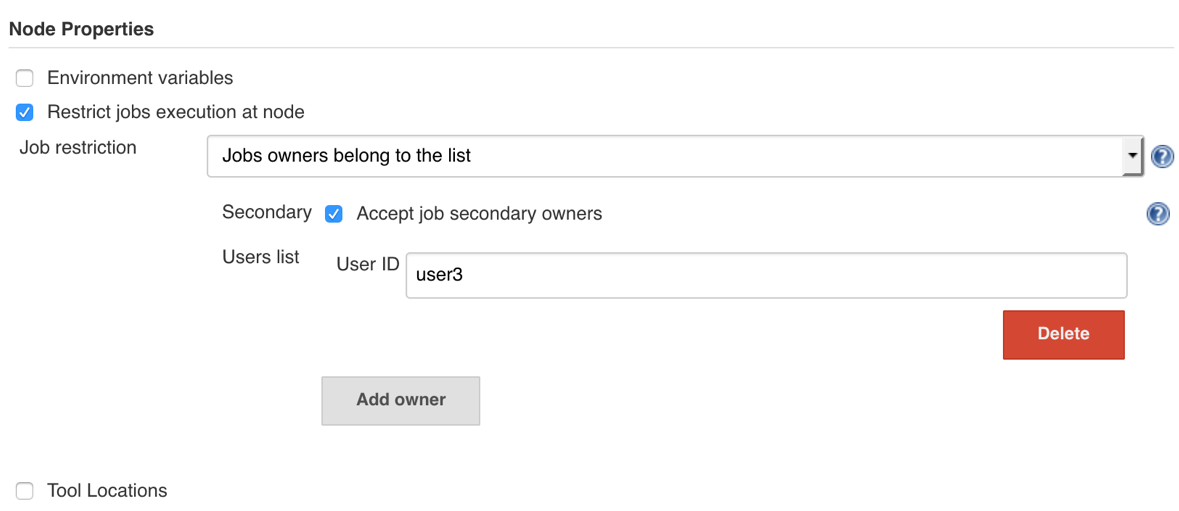 Node Properties
Environment variables
Restrict jobs execution at node
Job restriction
Jobs owners belong to the list
?
Secondary
Accept job secondary owners
?
Users list
User ID
user3
Delete
Add owner
Tool Locations